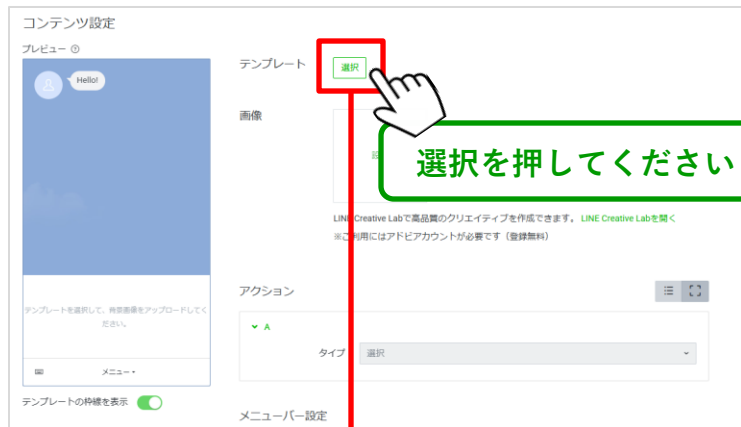 コンテンツ設定
プレビュー
Hello!
テンプレートを選択して、背景画像をアップロードしてく
ださい。
メニュー
テンプレートの枠線を表示
テンプレート
選択
画像
選択を押してください
LINE Creative Labで高品質のクリエイティブを作成できます。 LINE Creative Labを開く
※ご利用にはアドビアカウントが必要です（登録無料）
アクション
A
タイプ 選択
メニューバー設定